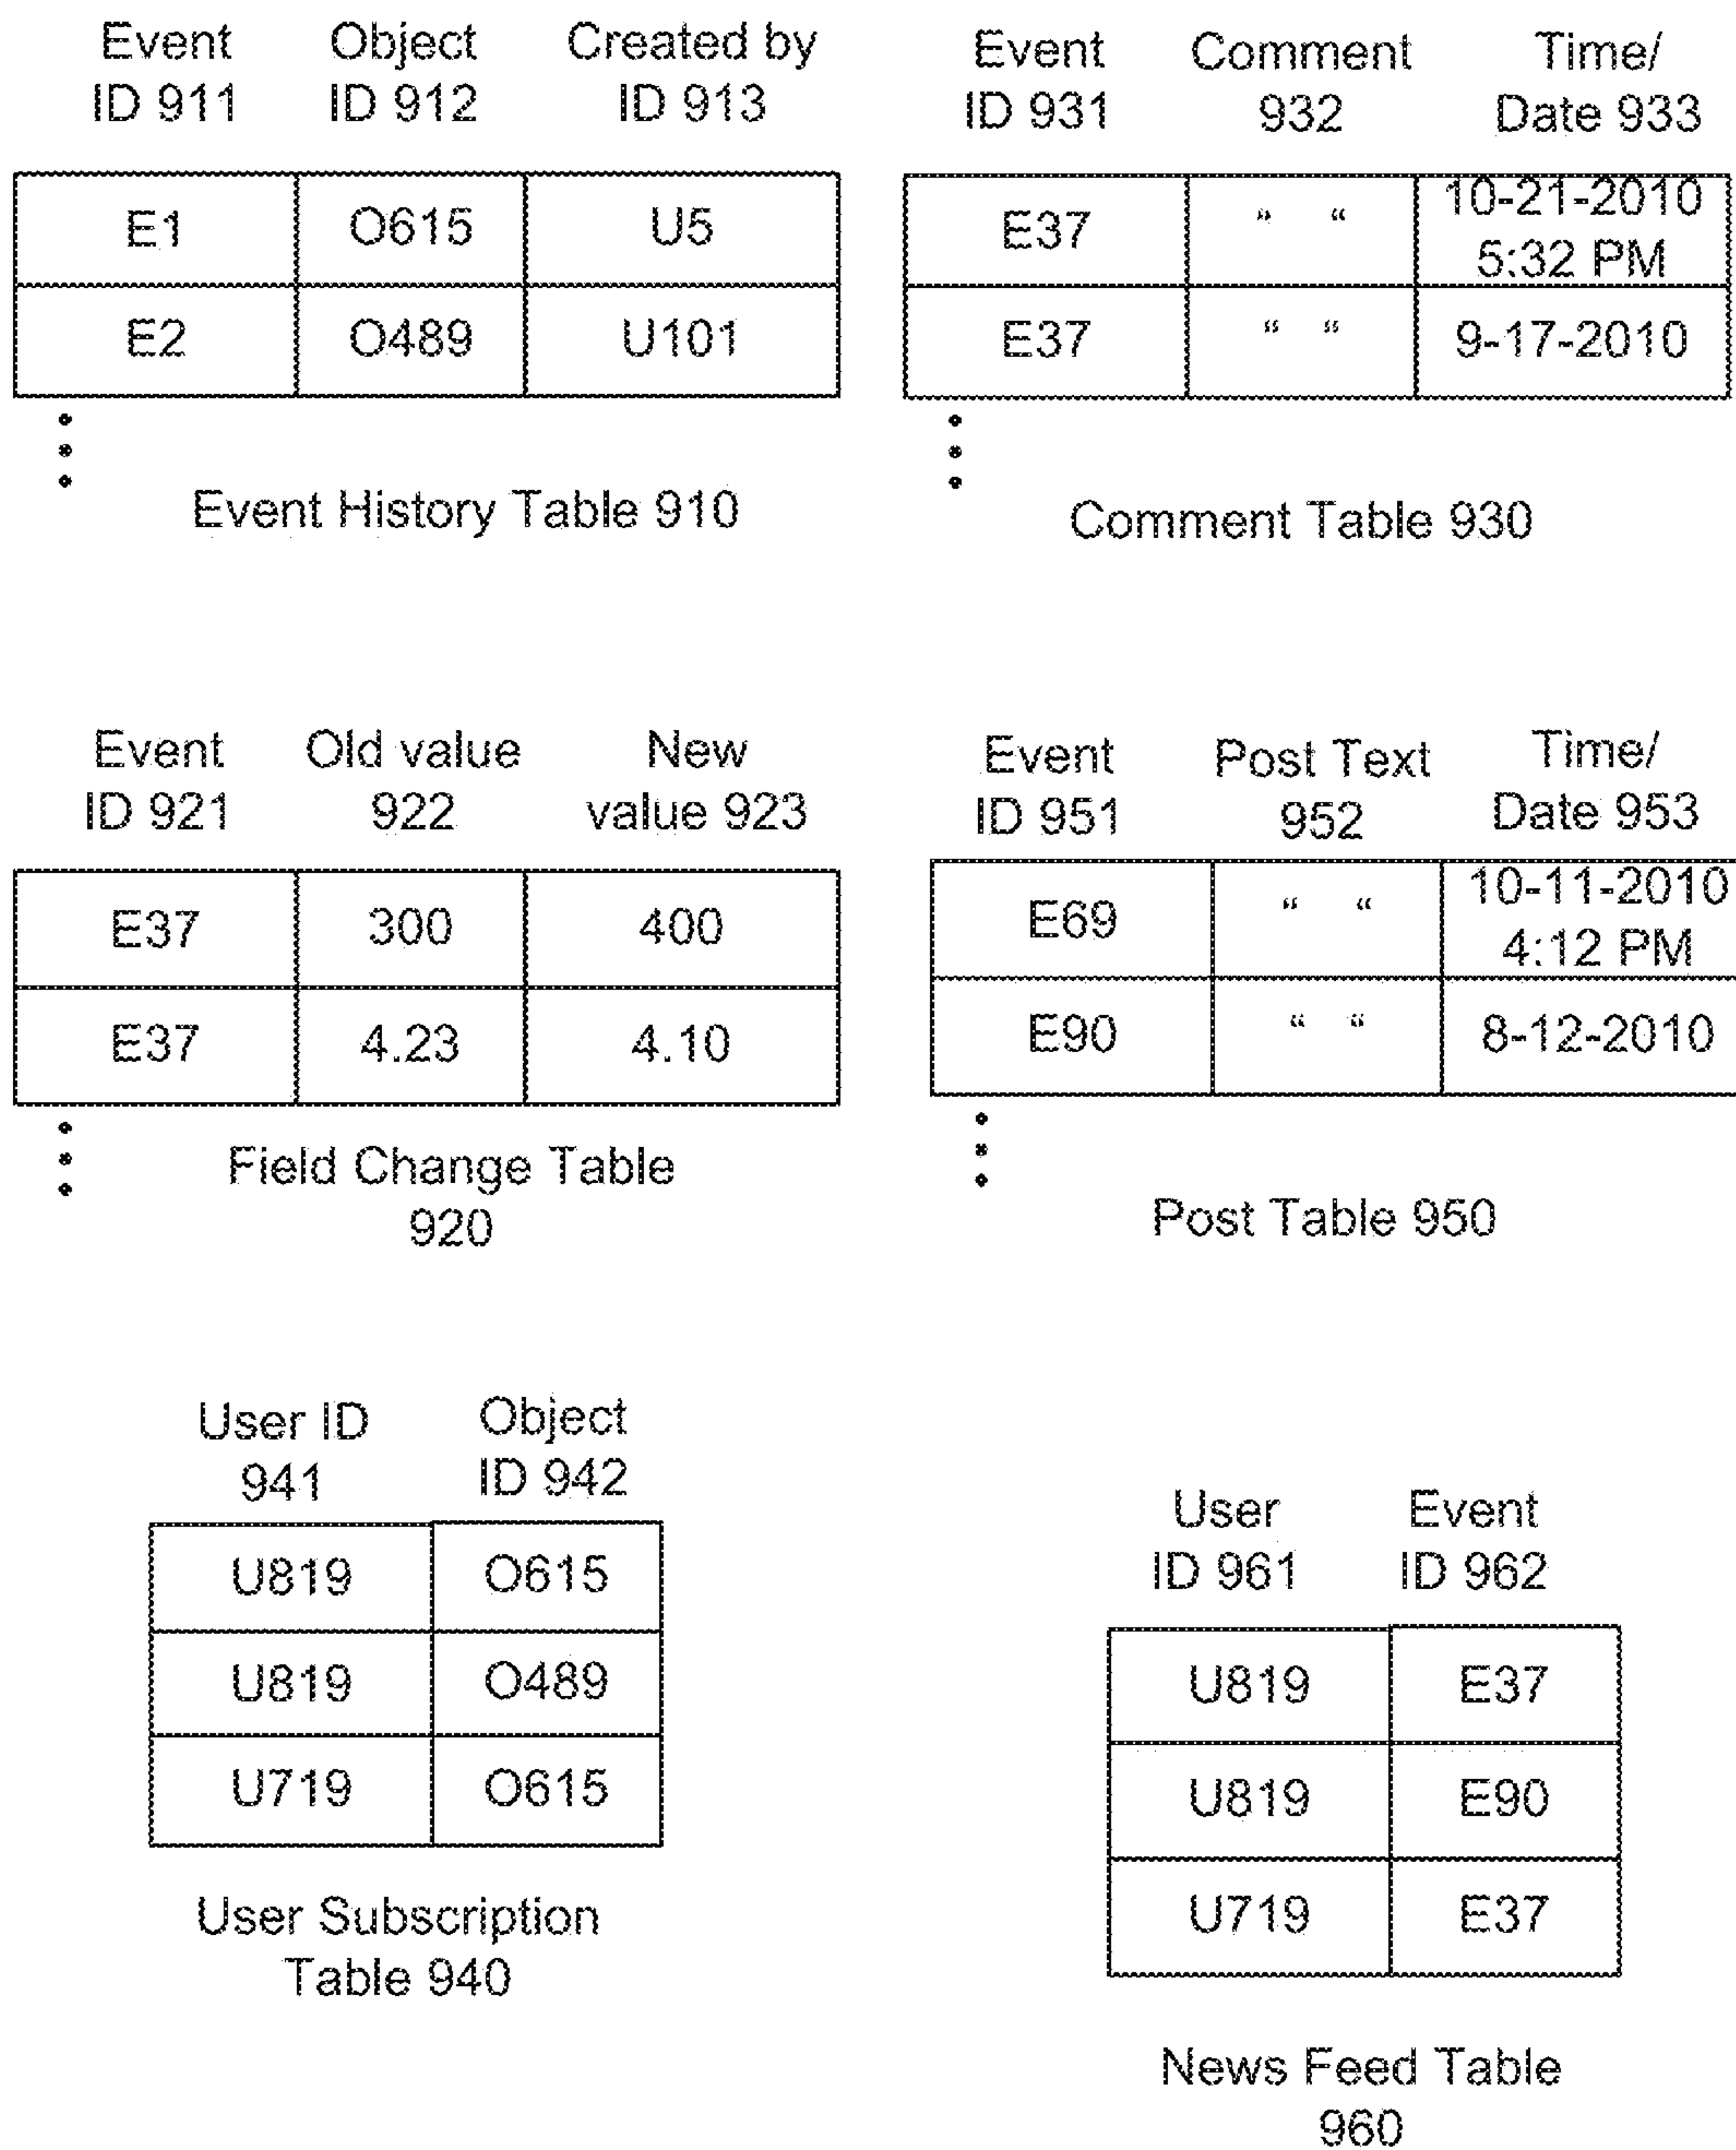 Event Object Created by
ID 911 ID 912 ID 913
E1 O615 U5
E2 O489 U101
Event History Table 910
Event Comment Time/
ID 931 932 Date 933
E37 “ “ 10-21-2010
5:32 PM
E37 “ “ 9-17-2010
Comment Table 930
Event Old value New
ID 921 922 value 923
E37 300 400
E37 4.23 4.10
Field Change Table
920
Event Post Text Time/
ID 951 952 Date 953
E69 “ “ 10-11-2010
4:12 PM
E90 “ “ 8-12-2010
Post Table 950
User ID Object
941 ID 942
U819 O615
U819 O489
U719 O615
User Subscription
Table 940
User Event
ID 961 ID 962
U819 E37
U819 E90
U719 E37
News Feed Table
960